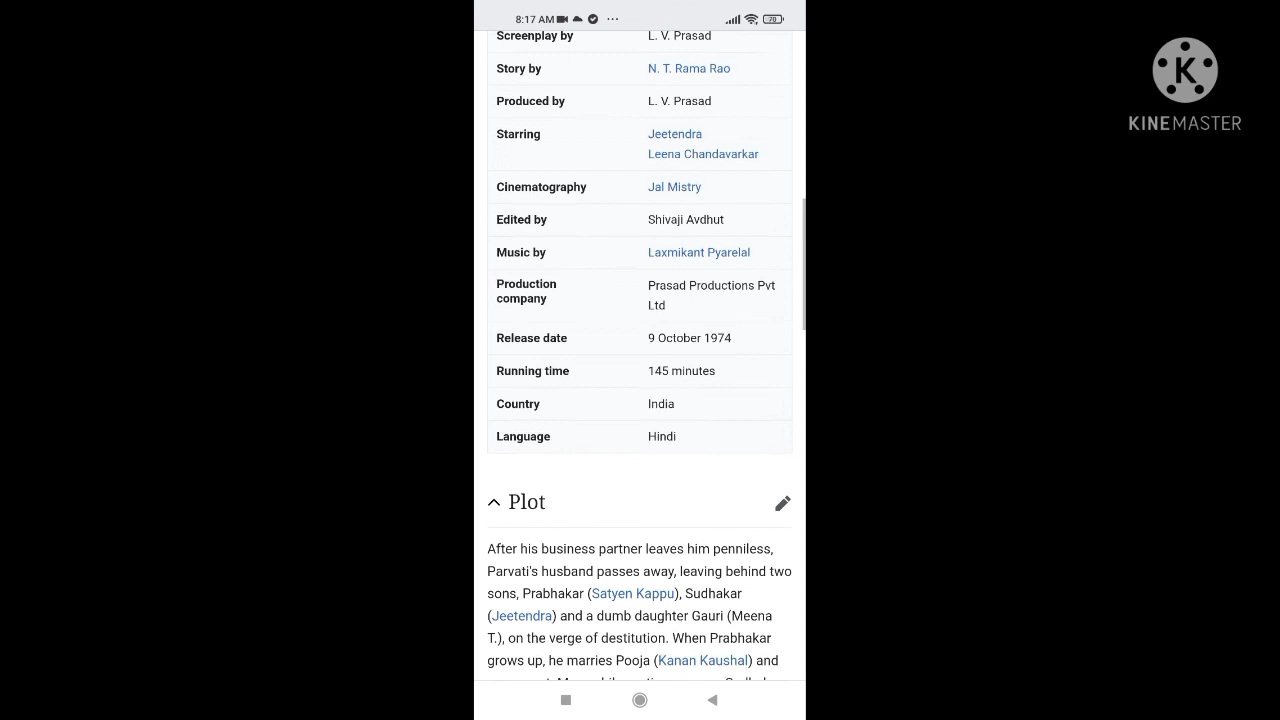 8:17 AM ...
70
Screenplay by L. V. Prasad
Story by N. T. Rama Rao
Produced by L. V. Prasad
Starring Jeetendra
Leena Chandavarkar
Cinematography Jal Mistry
Edited by Shivaji Avdhut
Music by Laxmikant Pyarelal
Production company Prasad Productions Pvt Ltd
Release date 9 October 1974
Running time 145 minutes
Country India
Language Hindi
Plot
After his business partner leaves him penniless,
Parvati's husband passes away, leaving behind two
sons, Prabhakar (Satyen Kappu), Sudhakar
(Jeetendra) and a dumb daughter Gauri (Meena
T.), on the verge of destitution. When Prabhakar
grows up, he marries Pooja (Kanan Kaushal) and
K
KINEMASTER